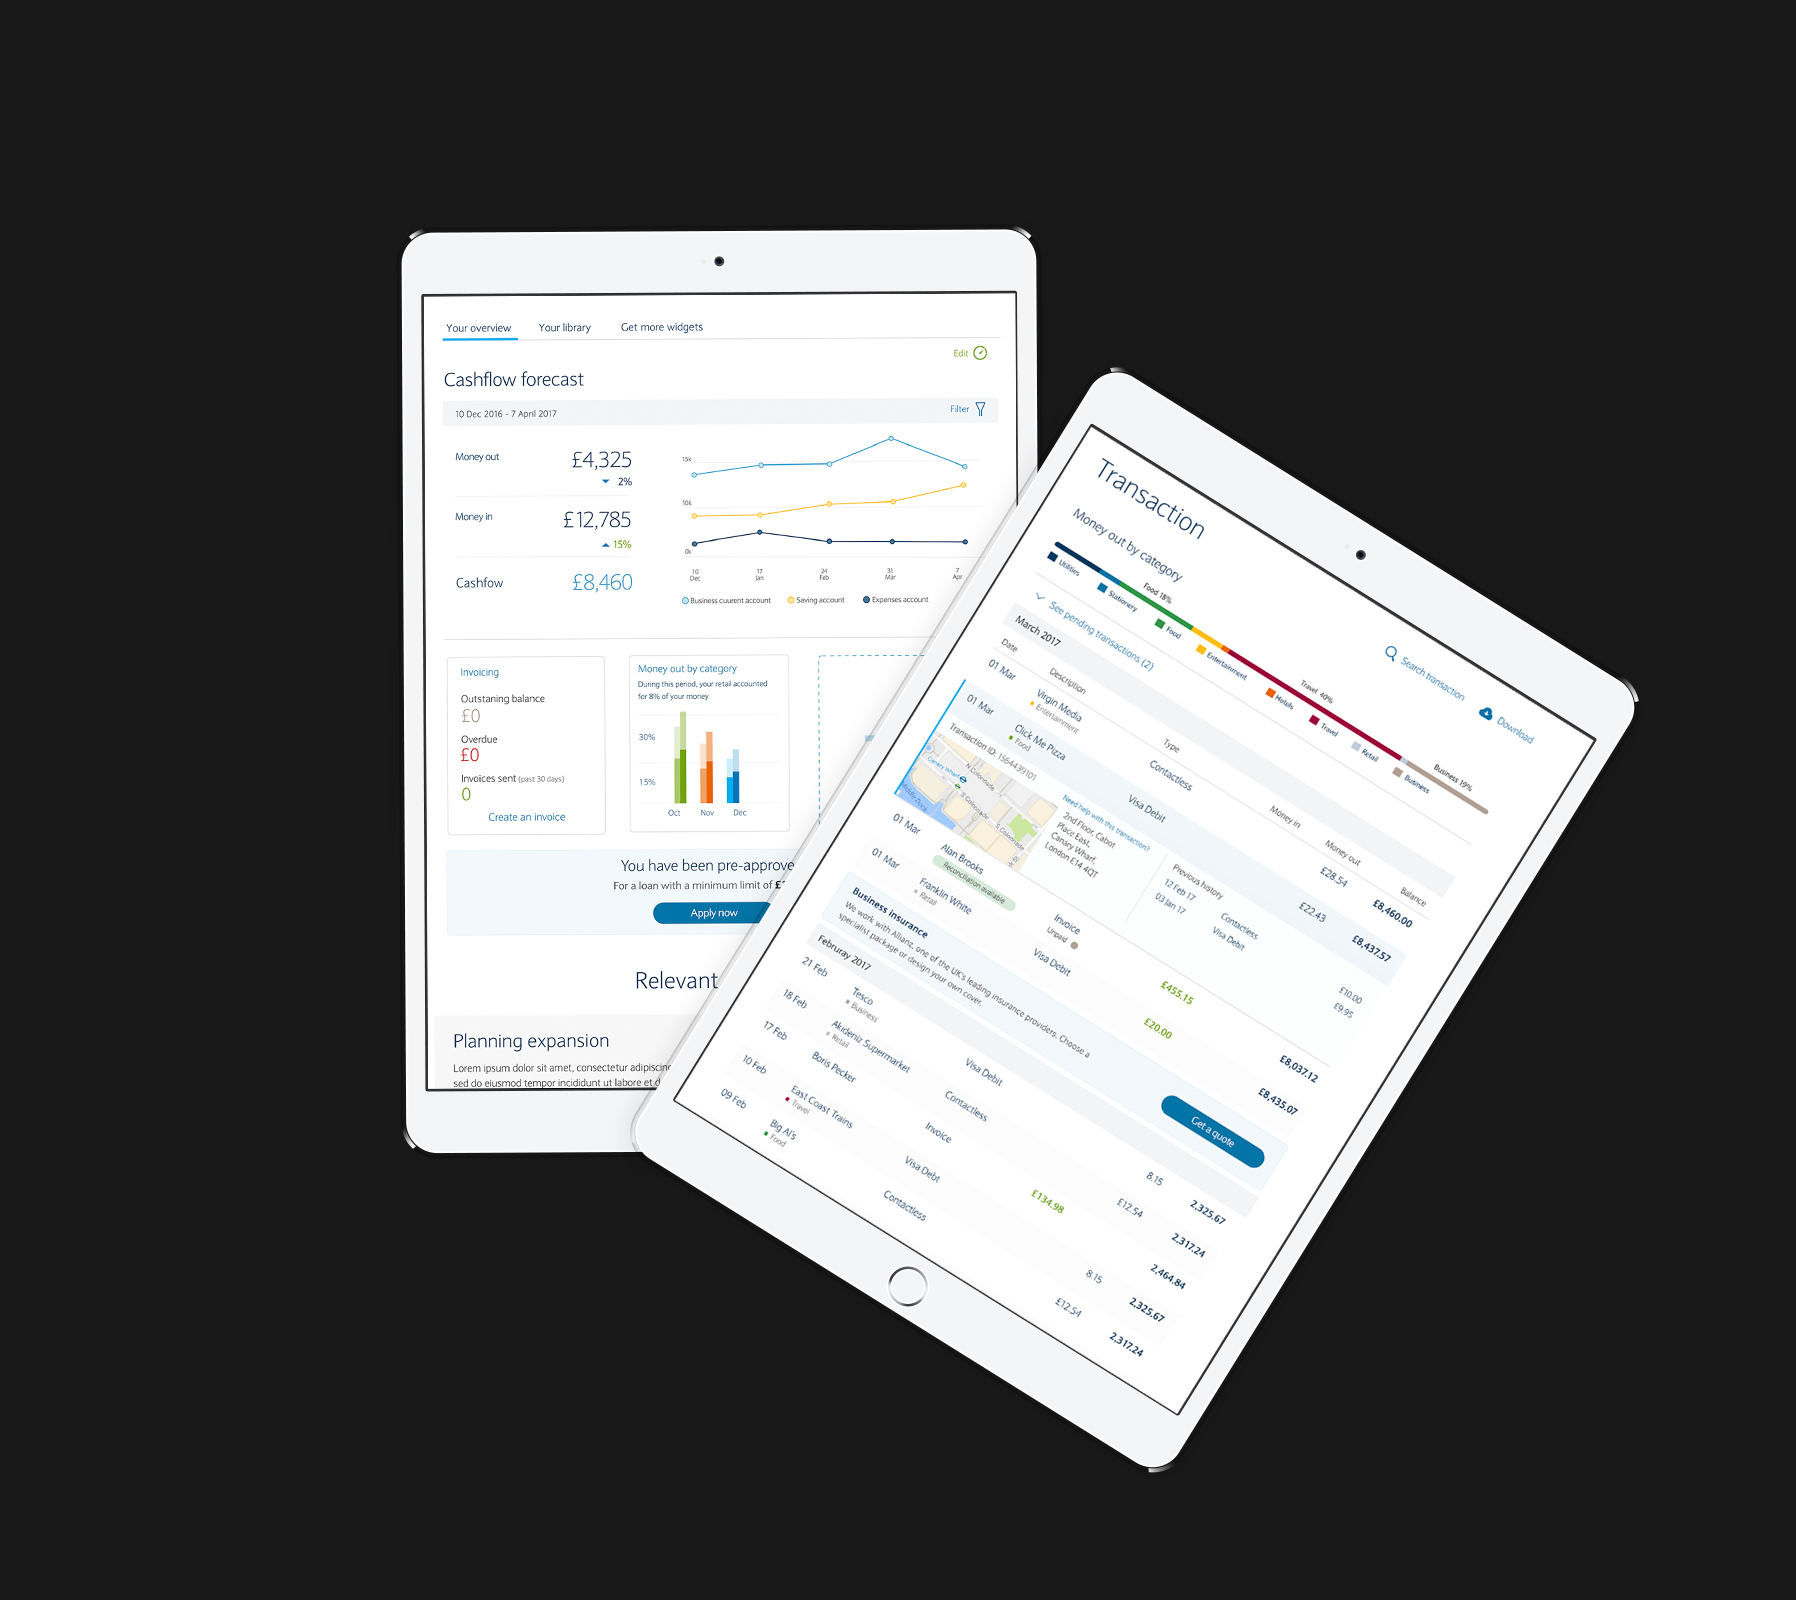 Your overview Your library Get more widgets
Edit
Cashflow forecast
10 Dec 2016 - 7 April 2017 Filter
Money out £4,325
2%
Money in £12,785
15%
Cashfow £8,460
15k
10k
0k
10 Dec 17 Jan 24 Feb 31 Mar 7 Apr
Business cuurent account Saving account Expenses account
Invoicing
Outstaning balance
£0
Overdue
£0
Invoices sent (past 30 days)
0
Create an invoice
Money out by category
During this period, your retail accounted
for 8% of your money
30%
15%
Oct Nov Dec
You have been pre-approve
For a loan with a minimum limit of
Apply now
Relevant
Planning expansion
Lorem ipsum dolor sit amet, consectetur adipiscing
sed do eiusmod tempor incididunt ut labore et d
Transaction
Search transaction Download
Money out by category
Food 18% Travel 40% Business 19%
Utilities Stationery Food Entertainment Hotels Travel Retail Business
See pending transactions (2)
March 2017
Date Description Type Money in Money out Balance
01 Mar Virgin Media Contactless £28.54 £8,460.00
Entertainment
01 Mar Click Me Pizza Visa Debit £22.43 £8,437.57
Food
Transaction ID: 1564439101
Canary Wharf
N Colonnade
S Colonnade
S Colonnade
Middle Dock
Need help with this transaction?
2nd Floor, Cabot
Place East,
Canary Wharf,
London E14 4QT
Previous history
12 Feb 17 Contactless £10.00
03 Jan 17 Visa Debit £9.95
01 Mar Alan Brooks Invoice £455.15 £8,037.12
Reconciliation available Unpaid
01 Mar Franklin White Visa Debit £20.00 £8,435.07
Retail
Business insurance
We work with Allianz, one of the UK's leading insurance providers. Choose a
specialist package or design your own cover.
Get a quote
Februray 2017
21 Feb Tesco Visa Debit 8.15 2,325.67
Business
18 Feb Akideniz Supermarket Contactless £12.54 2,317.24
Retail
17 Feb Boris Pecker Invoice £134.98 2,464.84
10 Feb East Coast Trains Visa Debt 8.15 2,325.67
Travel
09 Feb Big Al's Contactless £12.54 2,317.24
Food